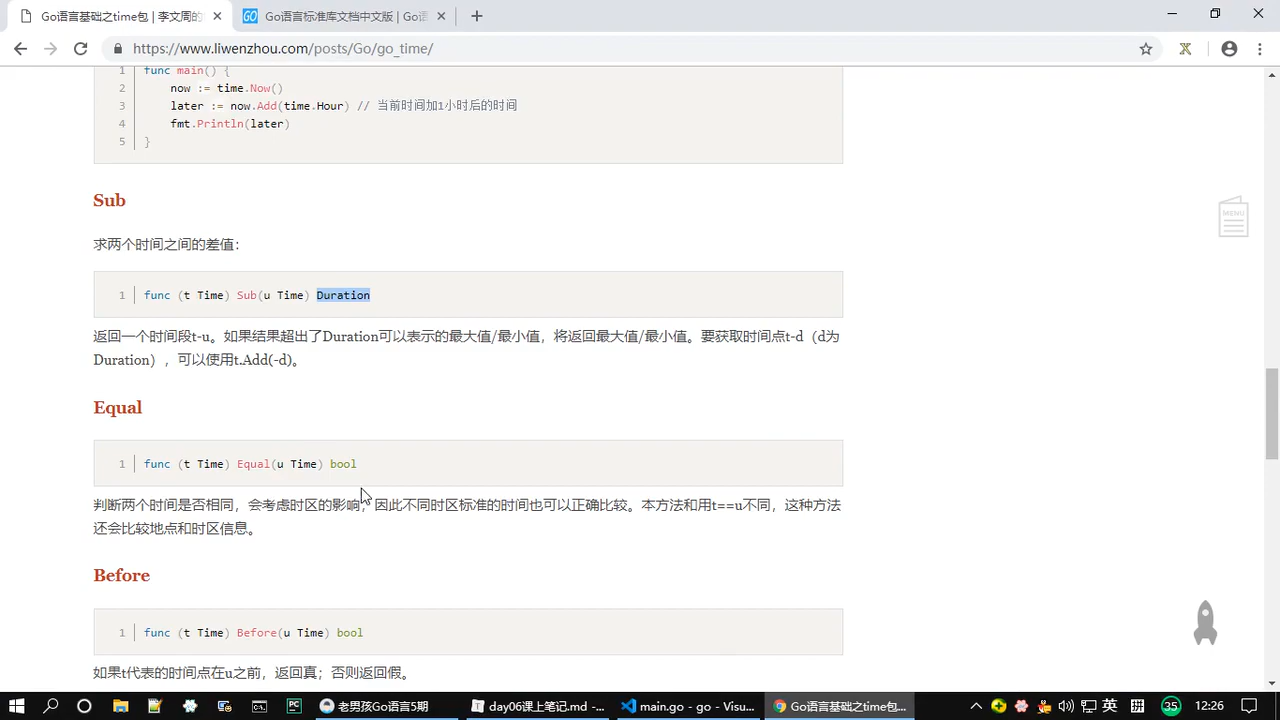 Go语言基础之time包 | 李文周的
Go语言标准库文档中文版 | Go语
https://www.liwenzhou.com/posts/Go/go_time/
1 func main() {
2 now := time.Now()
3 later := now.Add(time.Hour) // 当前时间加1小时后的时间
4 fmt.Println(later)
5 }
Sub
求两个时间之间的差值：
1 func (t Time) Sub(u Time) Duration
返回一个时间段t-u。如果结果超出了Duration可以表示的最大值/最小值，将返回最大值/最小值。要获取时间点t-d（d为
Duration），可以使用t.Add(-d)。
Equal
1 func (t Time) Equal(u Time) bool
判断两个时间是否相同，会考虑时区的影响，因此不同时区标准的时间也可以正确比较。本方法和用t==u不同，这种方法
还会比较地点和时区信息。
Before
1 func (t Time) Before(u Time) bool
如果t代表的时间点在u之前，返回真；否则返回假。
MENU
老男孩Go语言1期
day06课上笔记.md -...
main.go - go - Visu...
Go语言基础之time包...
英
拼
35
12:26